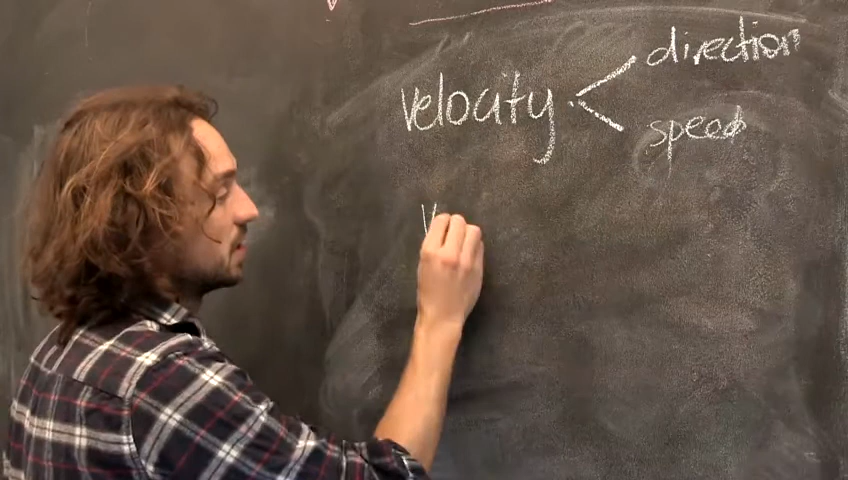 velocity < direction
speed
v